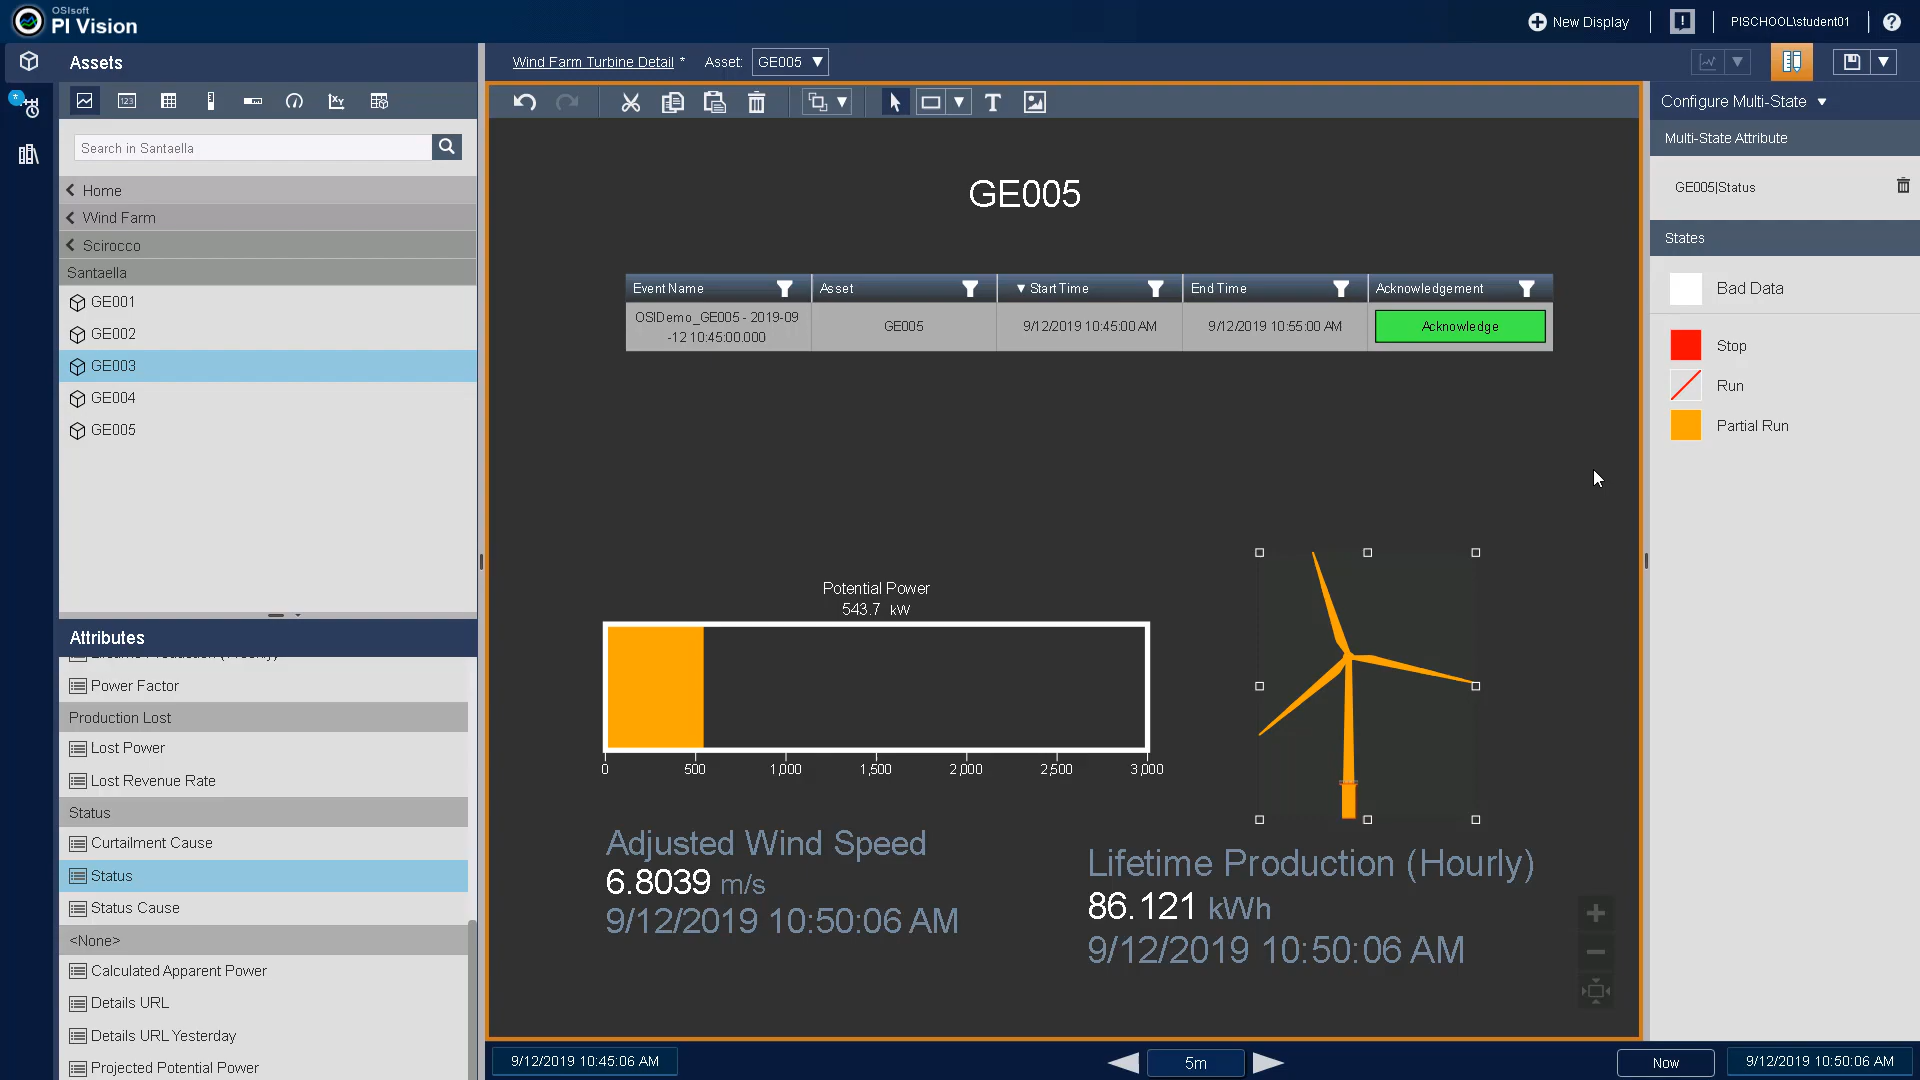 OSIsoft
PI Vision
New Display
PISCHOOL\student01
Assets
Wind Farm Turbine Detail * Asset: GE005
Configure Multi-State
Search in Santaella
Home
Wind Farm
Scirocco
Santaella
GE001
GE002
GE003
GE004
GE005
Attributes
Power Factor
Production Lost
Lost Power
Lost Revenue Rate
Status
Curtailment Cause
Status
Status Cause
<None>
Calculated Apparent Power
Details URL
Details URL Yesterday
Projected Potential Power
GE005
Event Name Asset Start Time End Time Acknowledgement
OSIDemo_GE005 - 2019-09
-12 10:45:00.000
GE005 9/12/2019 10:45:00 AM 9/12/2019 10:55:00 AM Acknowledge
Potential Power
543.7 kW
0 500 1,000 1,500 2,000 2,500 3,000
Adjusted Wind Speed
6.8039 m/s
9/12/2019 10:50:06 AM
Lifetime Production (Hourly)
86.121 kWh
9/12/2019 10:50:06 AM
Multi-State Attribute
GE005|Status
States
Bad Data
Stop
Run
Partial Run
9/12/2019 10:45:06 AM
5m
Now
9/12/2019 10:50:06 AM